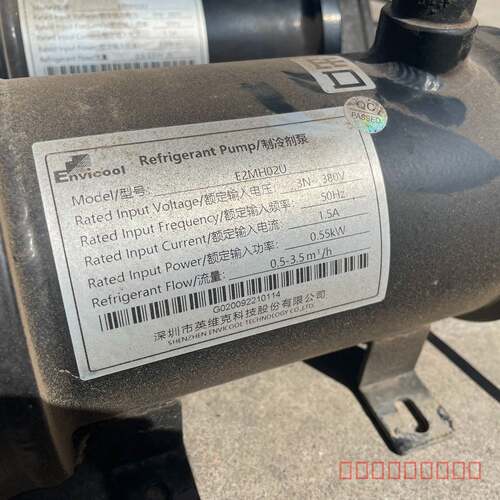 Envicool
Refrigerant Pump/制冷剂泵
Model/型号: E2MH02U
Rated Input Voltage/额定输入电压: 3N~ 380V
Rated Input Frequency/额定输入频率: 50Hz
Rated Input Current/额定输入电流: 1.5A
Rated Input Power/额定输入功率: 0.55kW
Refrigerant Flow/流量: 0.5-3.5m³/h
G020092210114
深圳市英维克科技股份有限公司
SHENZHEN ENVICOOL TECHNOLOGY CO.,LTD
QC
PASSED